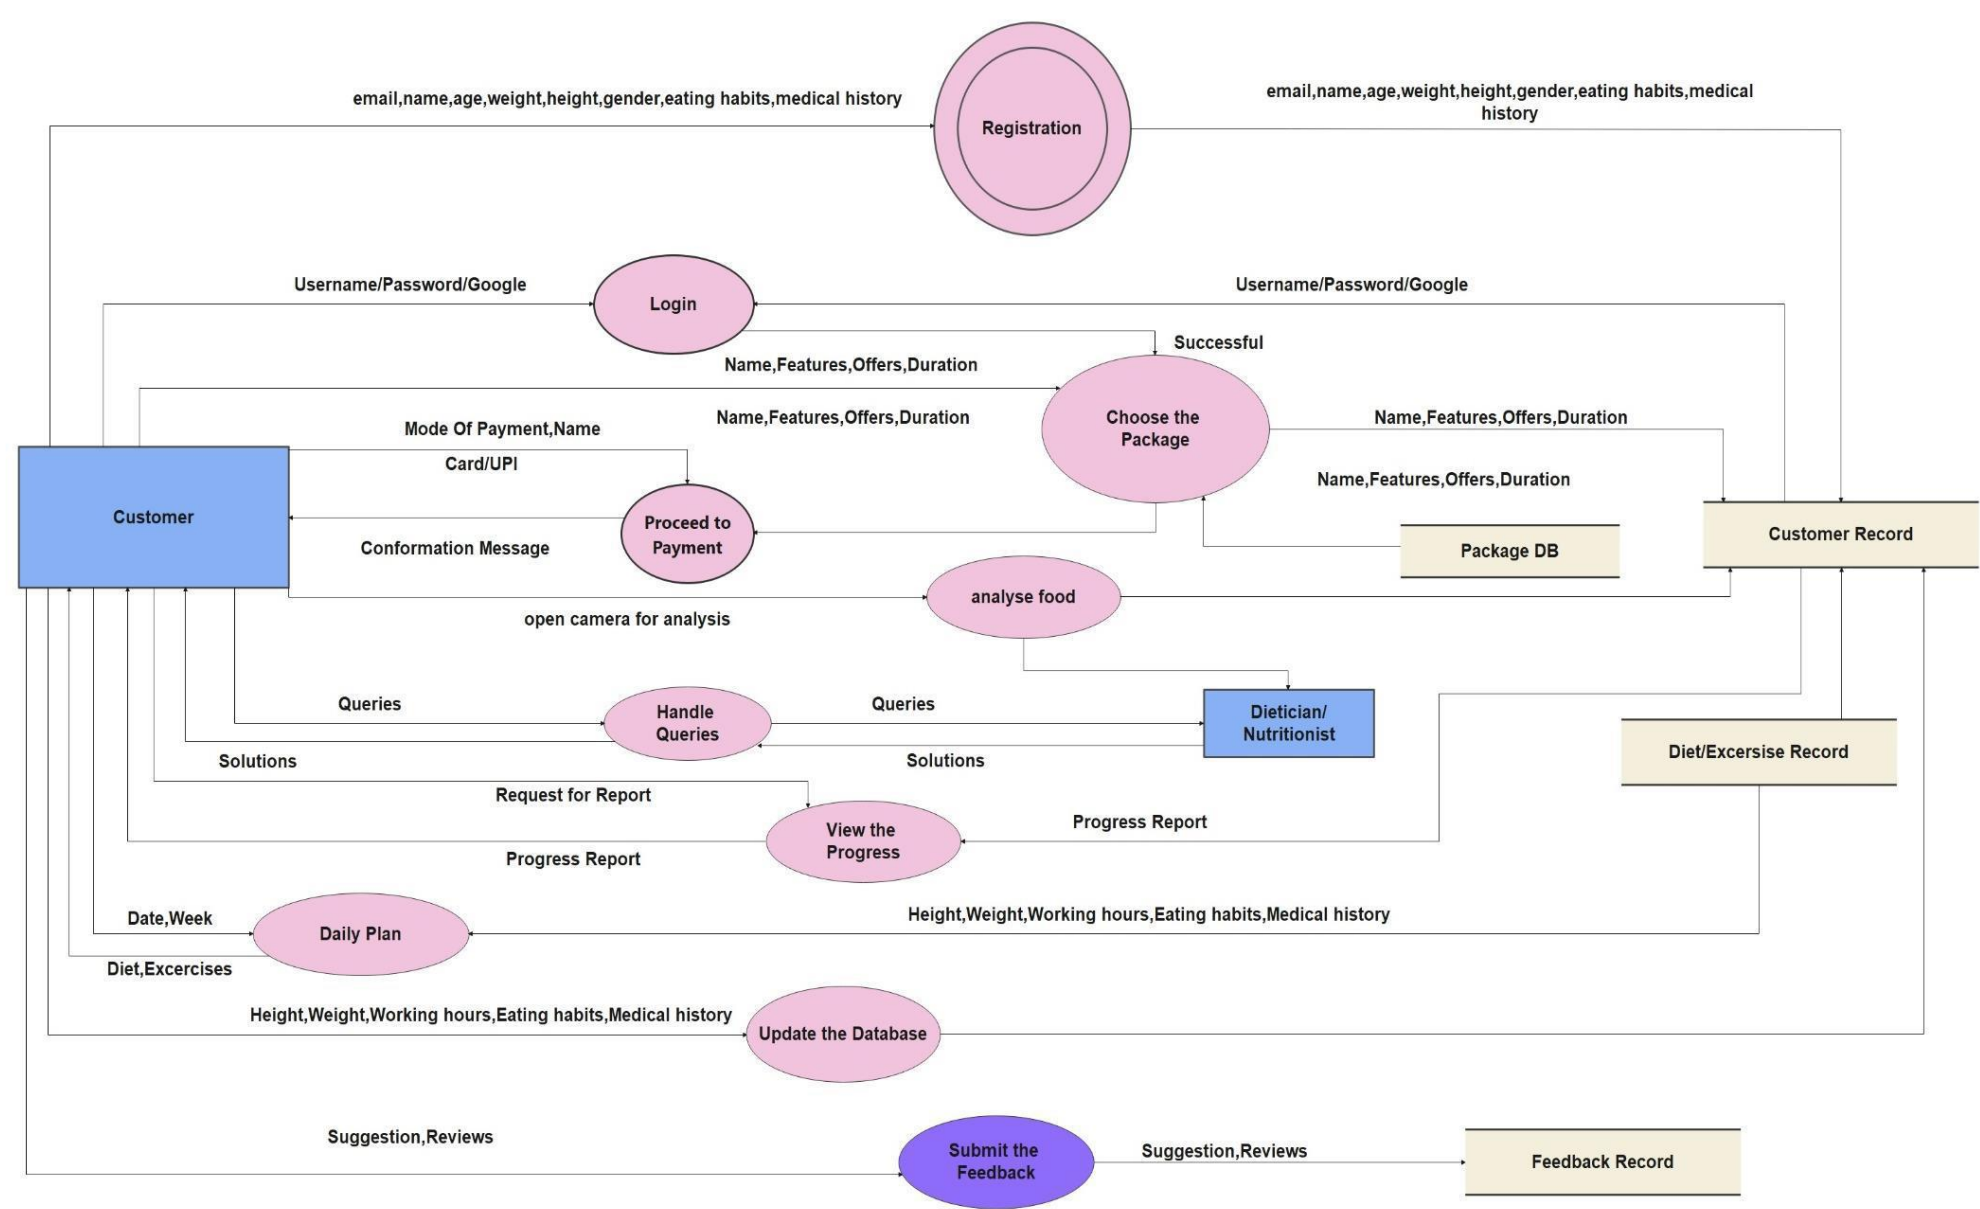 email,name,age,weight,height,gender,eating habits,medical history
email,name,age,weight,height,gender,eating habits,medical
history
Registration
Username/Password/Google
Login
Username/Password/Google
Successful
Name,Features,Offers,Duration
Choose the
Package
Name,Features,Offers,Duration
Name,Features,Offers,Duration
Mode Of Payment,Name
Card/UPI
Name,Features,Offers,Duration
Customer
Proceed to
Payment
Package DB
Customer Record
Conformation Message
analyse food
open camera for analysis
Queries
Handle
Queries
Queries
Dietician/
Nutritionist
Diet/Excersise Record
Solutions
Solutions
Request for Report
View the
Progress
Progress Report
Progress Report
Date,Week
Daily Plan
Height,Weight,Working hours,Eating habits,Medical history
Diet,Excercises
Height,Weight,Working hours,Eating habits,Medical history
Update the Database
Suggestion,Reviews
Submit the
Feedback
Suggestion,Reviews
Feedback Record